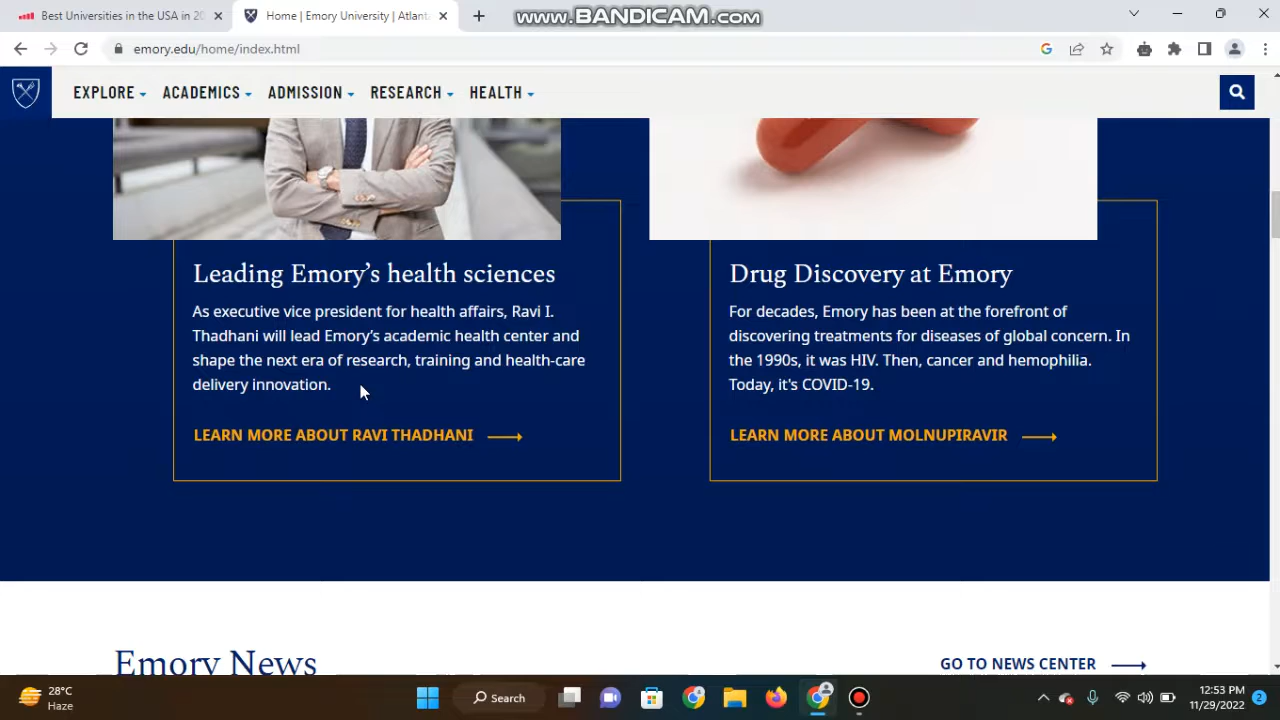 Best Universities in the USA in 20
Home | Emory University | Atlant
www.BANDICAM.com
emory.edu/home/index.html
EXPLORE
ACADEMICS
ADMISSION
RESEARCH
HEALTH
Leading Emory's health sciences
As executive vice president for health affairs, Ravi I.
Thadhani will lead Emory's academic health center and
shape the next era of research, training and health-care
delivery innovation.
LEARN MORE ABOUT RAVI THADHANI
Drug Discovery at Emory
For decades, Emory has been at the forefront of
discovering treatments for diseases of global concern. In
the 1990s, it was HIV. Then, cancer and hemophilia.
Today, it's COVID-19.
LEARN MORE ABOUT MOLNUPIRAVIR
Emory News
GO TO NEWS CENTER
28°C
Haze
Search
12:53 PM
11/29/2022
2